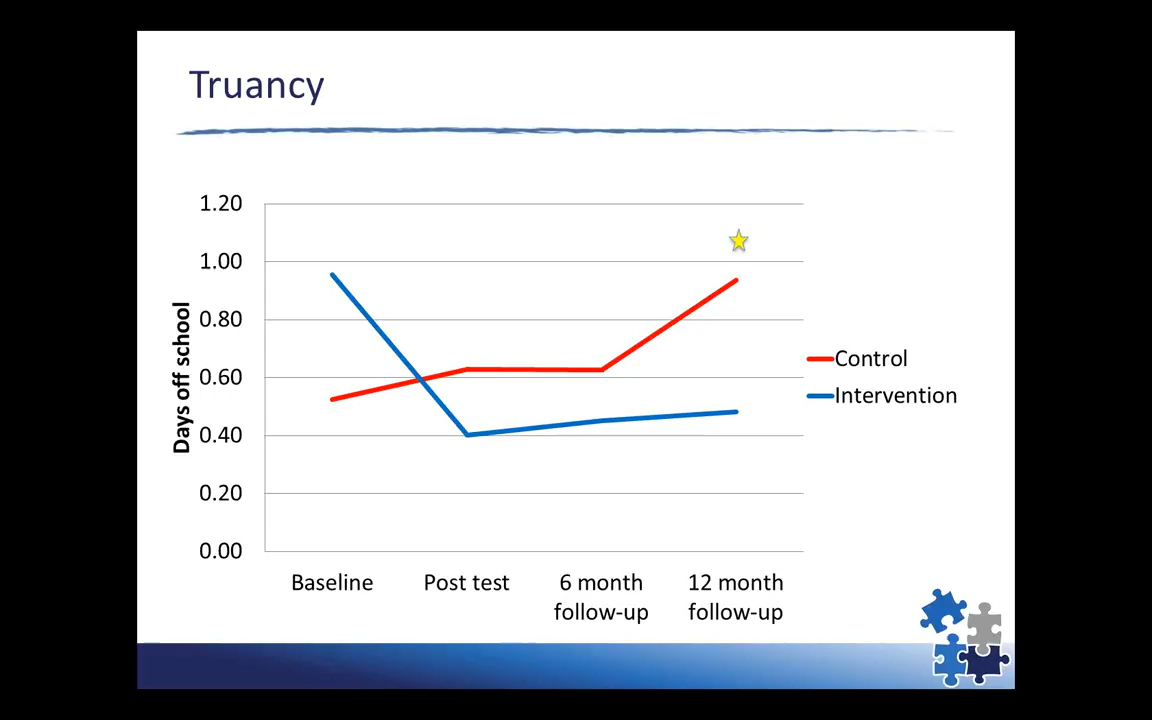 Truancy
1.20
1.00
0.80
0.60
0.40
0.20
0.00
Days off school
Baseline
Post test
6 month
follow-up
12 month
follow-up
Control
Intervention